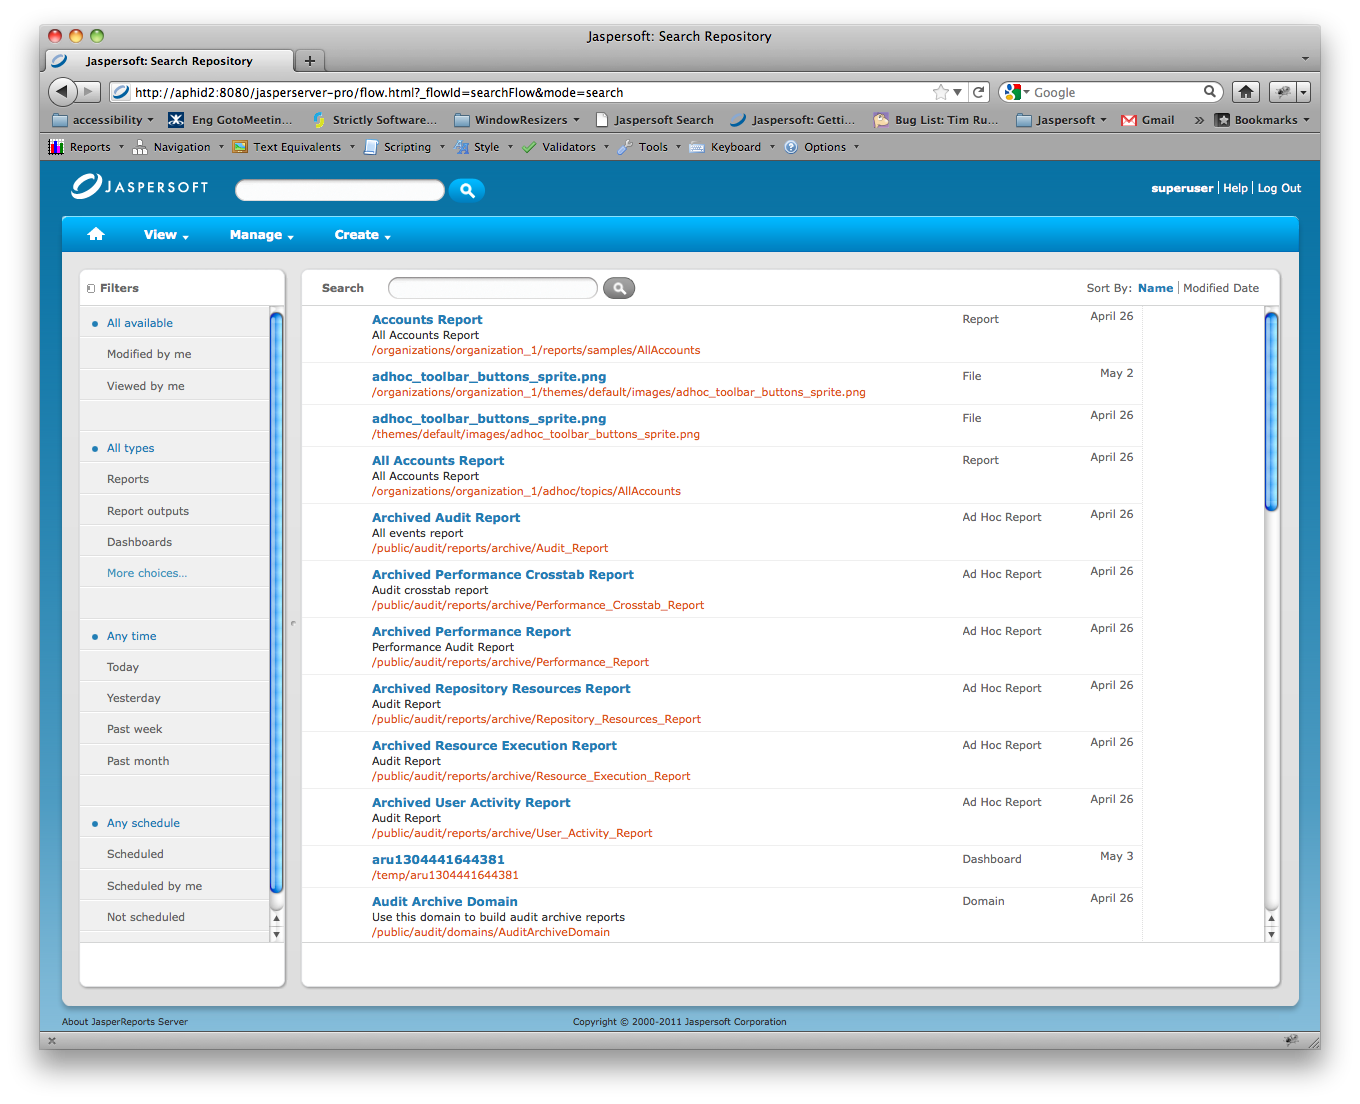 Jaspersoft: Search Repository
Jaspersoft: Search Repository
http://aphid2:8080/jasperserver-pro/flow.html?_flowId=searchFlow&mode=search
Google
accessibility
Eng GotoMeetin...
Strictly Software...
WindowResizers
Jaspersoft Search
Jaspersoft: Getti...
Bug List: Tim Ru...
Jaspersoft
Gmail
Bookmarks
Reports
Navigation
Text Equivalents
Scripting
Style
Validators
Tools
Keyboard
Options
JASPERSOFT
superuser | Help | Log Out
View
Manage
Create
Filters
All available
Modified by me
Viewed by me
All types
Reports
Report outputs
Dashboards
More choices...
Any time
Today
Yesterday
Past week
Past month
Any schedule
Scheduled
Scheduled by me
Not scheduled
Search
Sort By: Name | Modified Date
Accounts Report Report April 26
All Accounts Report
/organizations/organization_1/reports/samples/AllAccounts
adhoc_toolbar_buttons_sprite.png File May 2
/organizations/organization_1/themes/default/images/adhoc_toolbar_buttons_sprite.png
adhoc_toolbar_buttons_sprite.png File April 26
/themes/default/images/adhoc_toolbar_buttons_sprite.png
All Accounts Report Report April 26
All Accounts Report
/organizations/organization_1/adhoc/topics/AllAccounts
Archived Audit Report Ad Hoc Report April 26
All events report
/public/audit/reports/archive/Audit_Report
Archived Performance Crosstab Report Ad Hoc Report April 26
Audit crosstab report
/public/audit/reports/archive/Performance_Crosstab_Report
Archived Performance Report Ad Hoc Report April 26
Performance Audit Report
/public/audit/reports/archive/Performance_Report
Archived Repository Resources Report Ad Hoc Report April 26
Audit Report
/public/audit/reports/archive/Repository_Resources_Report
Archived Resource Execution Report Ad Hoc Report April 26
Audit Report
/public/audit/reports/archive/Resource_Execution_Report
Archived User Activity Report Ad Hoc Report April 26
Audit Report
/public/audit/reports/archive/User_Activity_Report
aru1304441644381 Dashboard May 3
/temp/aru1304441644381
Audit Archive Domain Domain April 26
Use this domain to build audit archive reports
/public/audit/domains/AuditArchiveDomain
About JasperReports Server
Copyright © 2000-2011 Jaspersoft Corporation